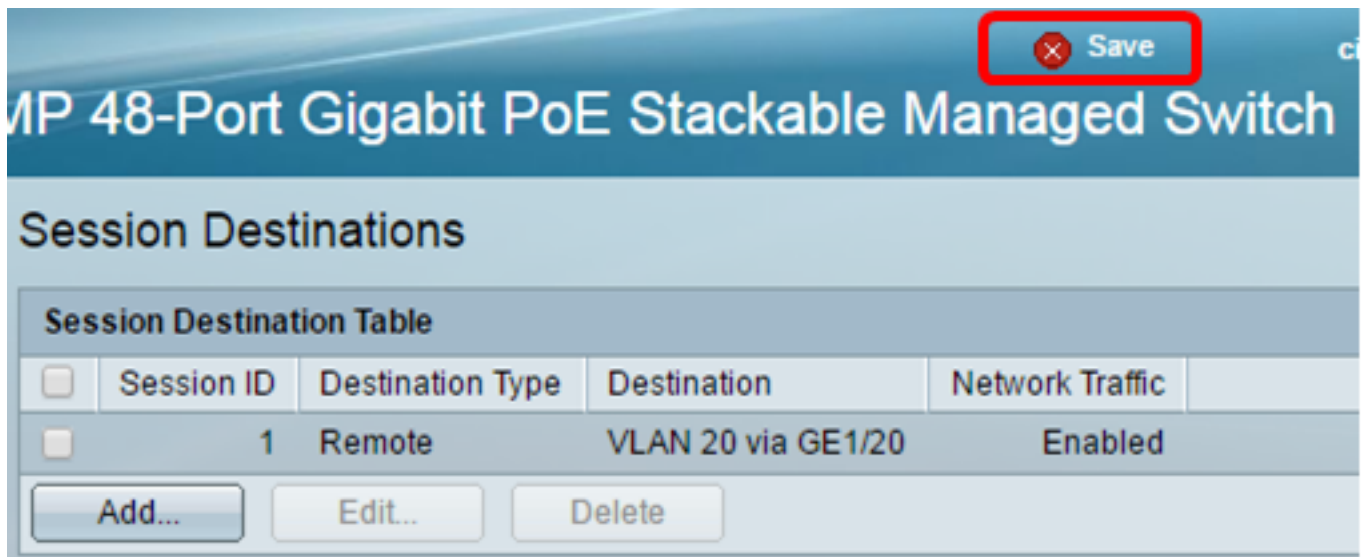 Save
MP 48-Port Gigabit PoE Stackable Managed Switch
Session Destinations
Session Destination Table
Session ID Destination Type Destination Network Traffic
1 Remote VLAN 20 via GE1/20 Enabled
Add... Edit... Delete